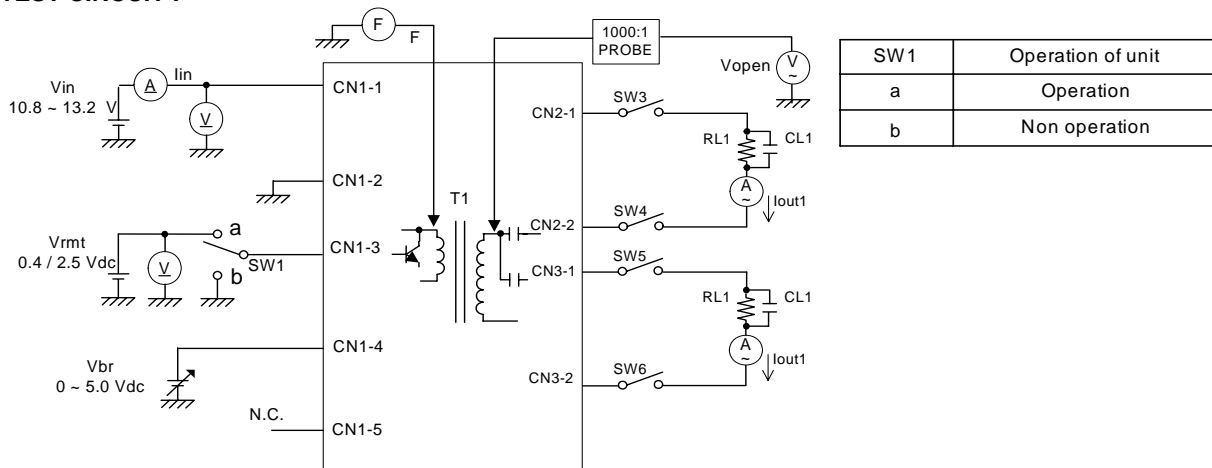 F
F
1000:1
PROBE
Vopen
V
~
SW1 Operation of unit
a Operation
b Non operation
Vin
10.8 ~ 13.2 V
A
Iin
V
CN1-1
CN2-1
SW3
RL1
CL1
A
~
Iout1
CN1-2
T1
CN2-2
SW4
Vrmt
0.4 / 2.5 Vdc
V
a
b
SW1
CN1-3
CN3-1
SW5
RL1
CL1
A
~
Iout1
Vbr
0 ~ 5.0 Vdc
CN1-4
CN3-2
SW6
N.C.
CN1-5